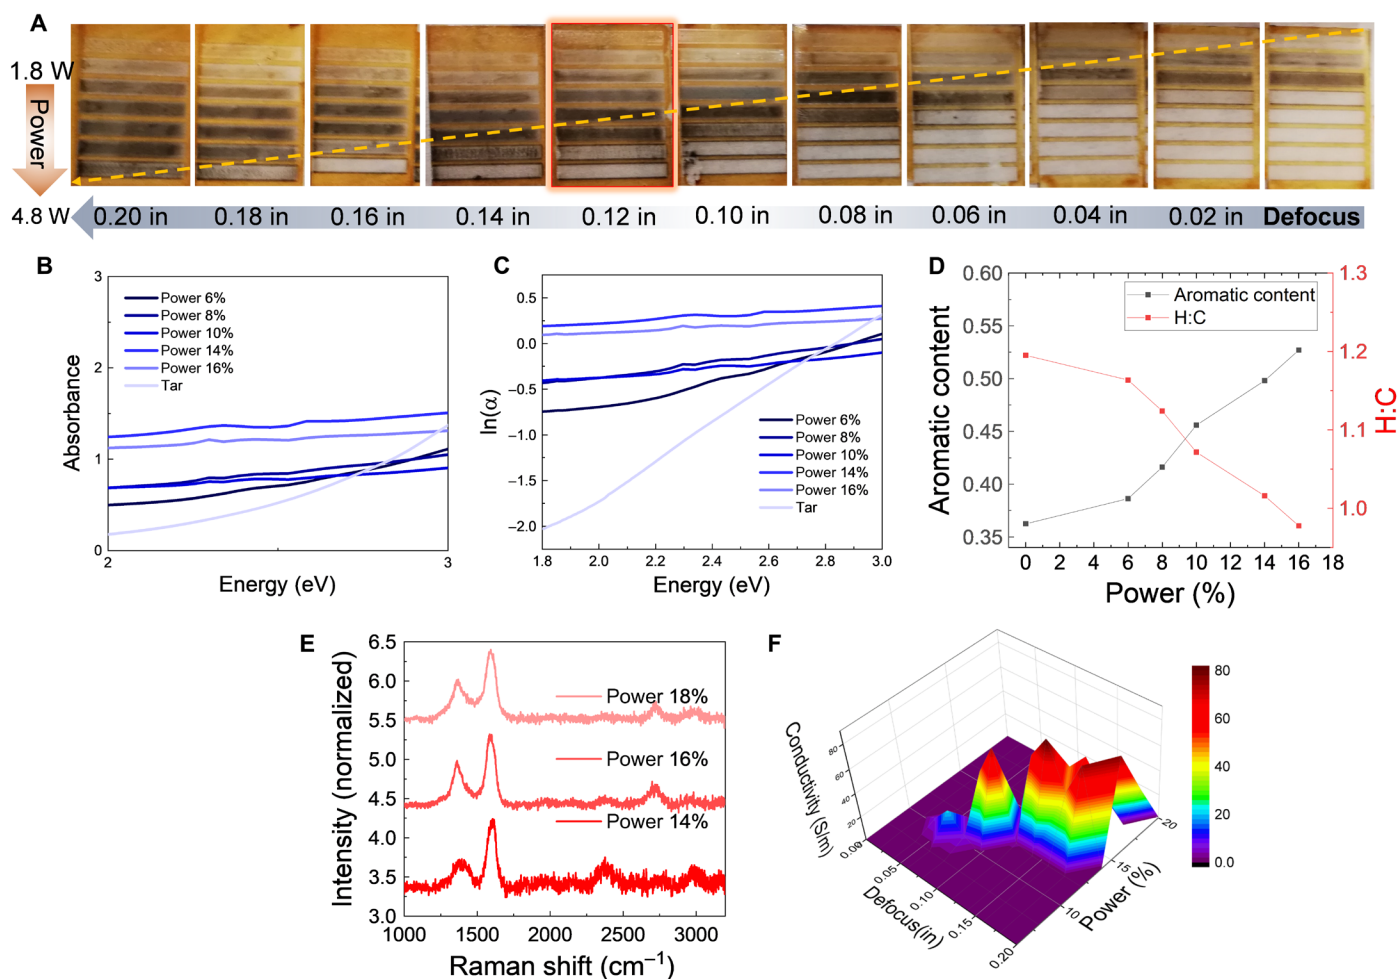 A
1.8 W
Power
4.8 W
0.20 in 0.18 in 0.16 in 0.14 in 0.12 in 0.10 in 0.08 in 0.06 in 0.04 in 0.02 in Defocus
B
3
2
1
0
Absorbance
Power 6%
Power 8%
Power 10%
Power 14%
Power 16%
Tar
2 3
Energy (eV)
C
0.5
0.0
−0.5
−1.0
−1.5
−2.0
ln(α)
Power 6%
Power 8%
Power 10%
Power 14%
Power 16%
Tar
1.8 2.0 2.2 2.4 2.6 2.8 3.0
Energy (eV)
D
0.60
0.55
0.50
0.45
0.40
0.35
Aromatic content
Aromatic content
H:C
1.3
1.2
1.1
1.0
H:C
0 2 4 6 8 10 12 14 16 18
Power (%)
E
6.5
6.0
5.5
5.0
4.5
4.0
3.5
3.0
Intensity (normalized)
Power 18%
Power 16%
Power 14%
1000 1500 2000 2500 3000
Raman shift (cm⁻¹)
F
Conductivity (S/m)
80
60
40
20
0.00
0.05
0.10
0.15
0.20
Defocus(in)
10
15
20
Power (%)
80
60
40
20
0.0